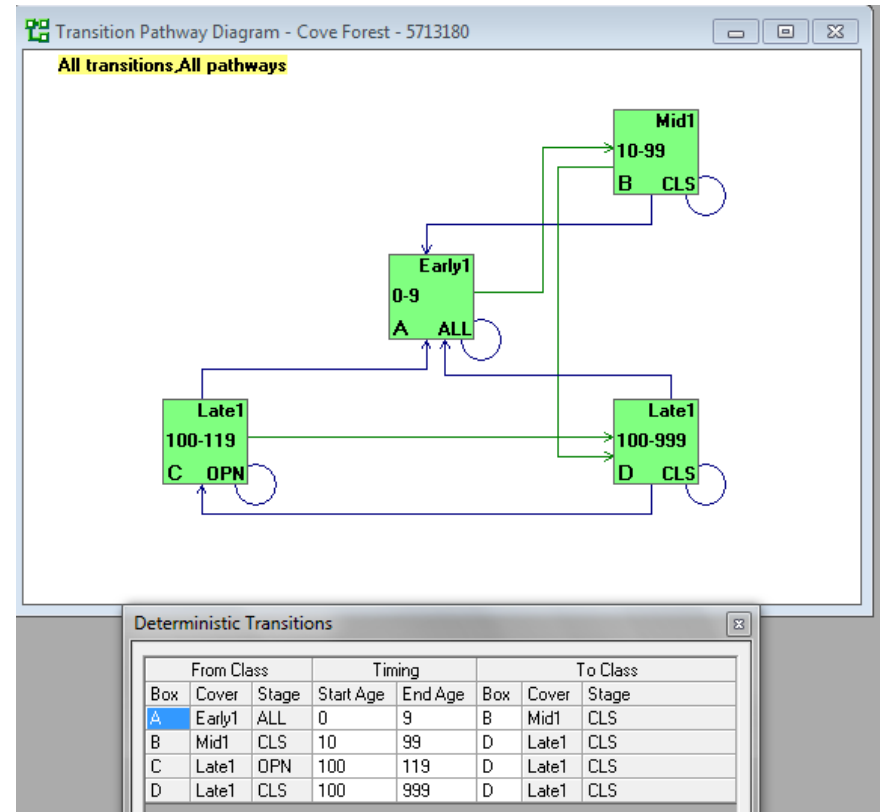 Transition Pathway Diagram - Cove Forest - 5713180
All transitions,All pathways
Mid1
10-99
B CLS
Early1
0-9
A ALL
Late1
100-119
C OPN
Late1
100-999
D CLS
Deterministic Transitions
From Class Timing To Class
Box Cover Stage Start Age End Age Box Cover Stage
A Early1 ALL 0 9 B Mid1 CLS
B Mid1 CLS 10 99 D Late1 CLS
C Late1 OPN 100 119 D Late1 CLS
D Late1 CLS 100 999 D Late1 CLS